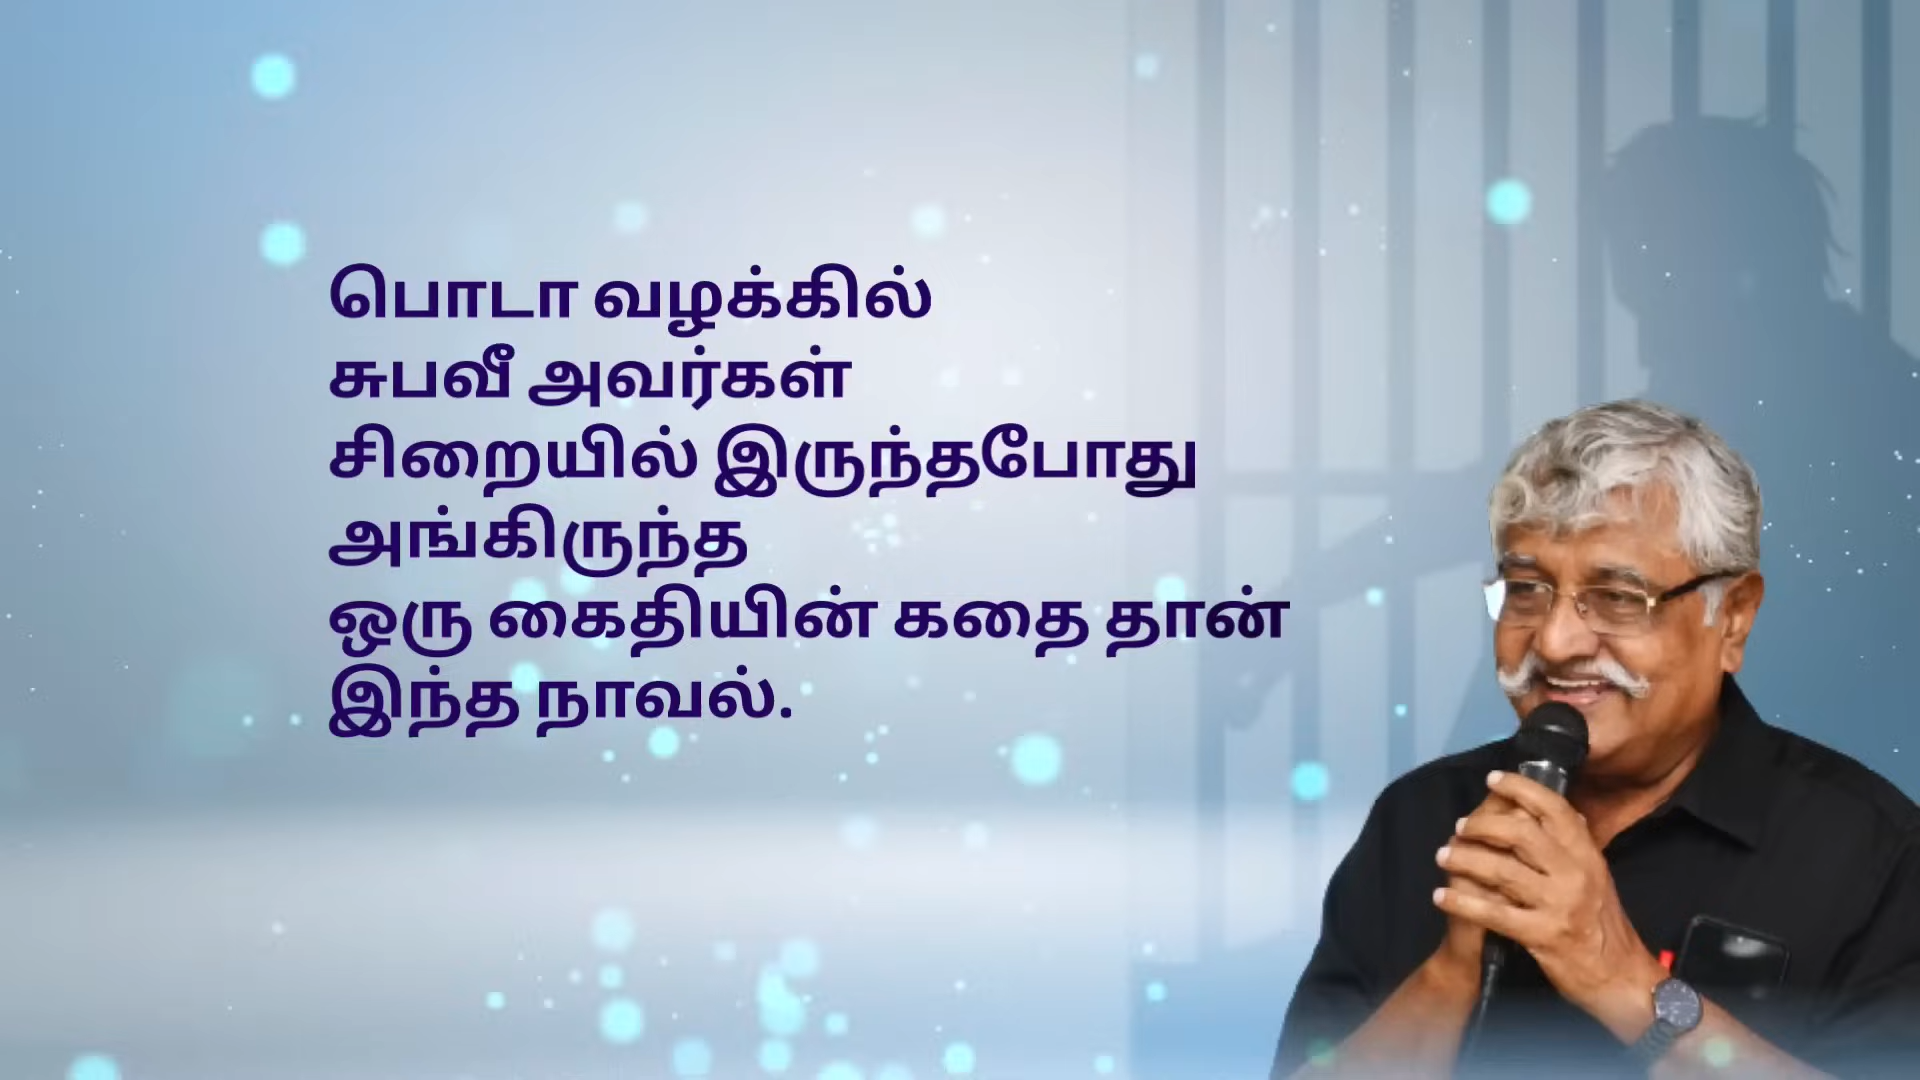 பொடா வழக்கில்
சுபவீ அவர்கள்
சிறையில் இருந்தபோது
அங்கிருந்த
ஒரு கைதியின் கதை தான்
இந்த நாவல்.